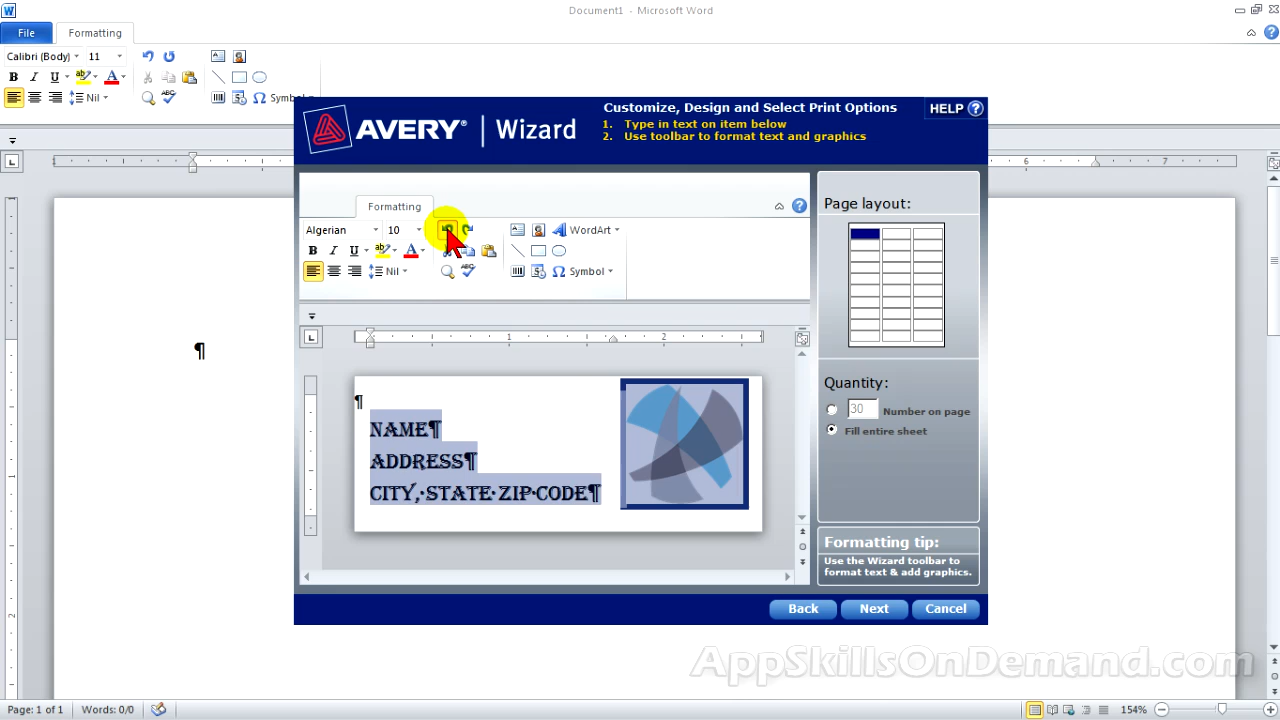 Document1 - Microsoft Word
File
Formatting
Calibri (Body)
11
Nil
Symbol
AVERY® | Wizard
Customize, Design and Select Print Options
1. Type in text on item below
2. Use toolbar to format text and graphics
HELP ?
Formatting
Algerian
10
WordArt
Nil
Symbol
1 2
6 7
¶
¶
NAME¶
ADDRESS¶
CITY,·STATE·ZIP·CODE¶
Page layout:
Quantity:
30 Number on page
Fill entire sheet
Formatting tip:
Use the Wizard toolbar to
format text & add graphics.
Back
Next
Cancel
AppSkillsOnDemand.com
Page: 1 of 1
Words: 0/0
154%